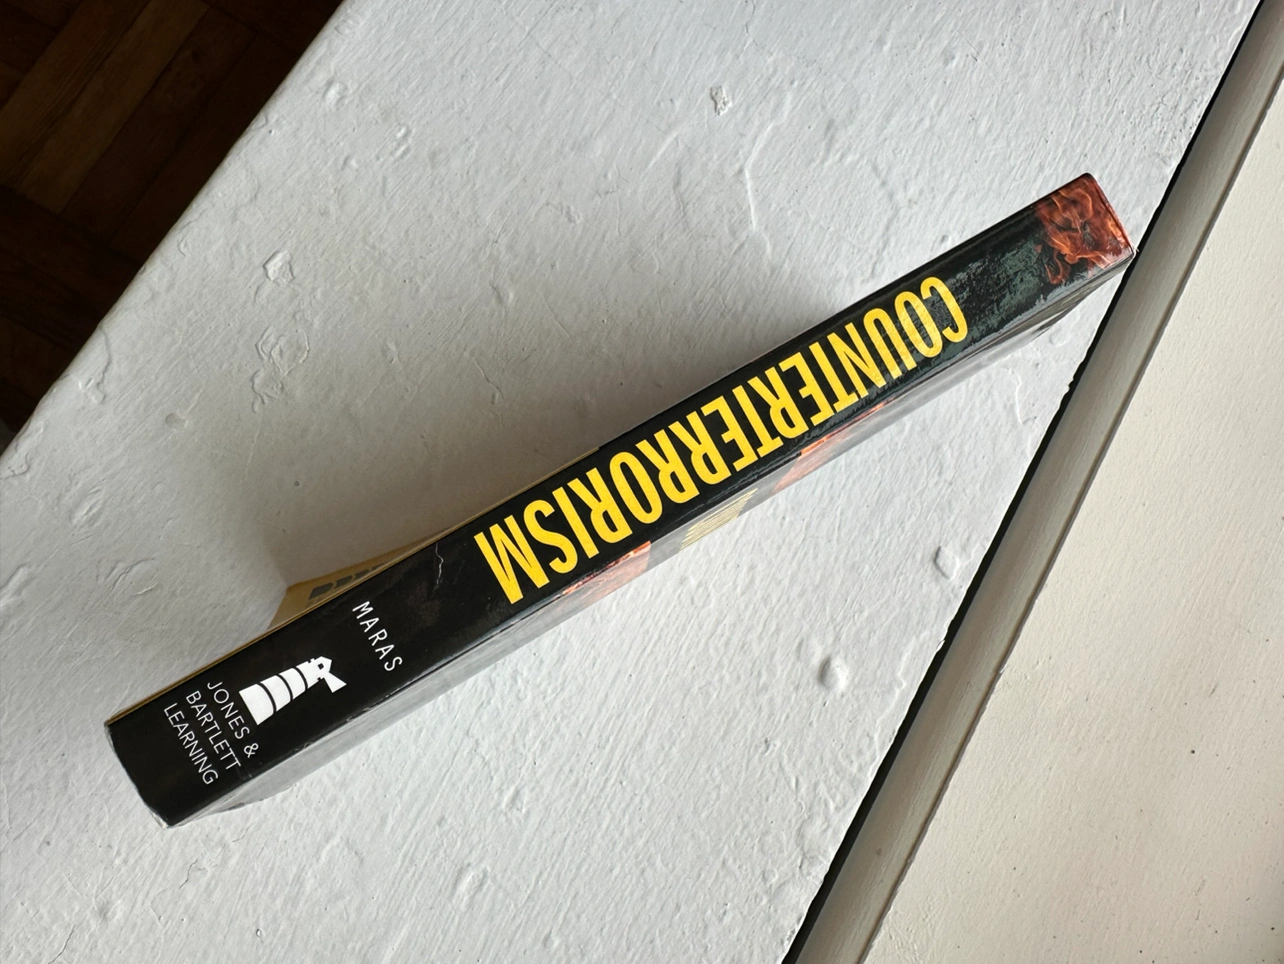 COUNTERTERRORISM
MARAS
JONES &
BARTLETT
LEARNING